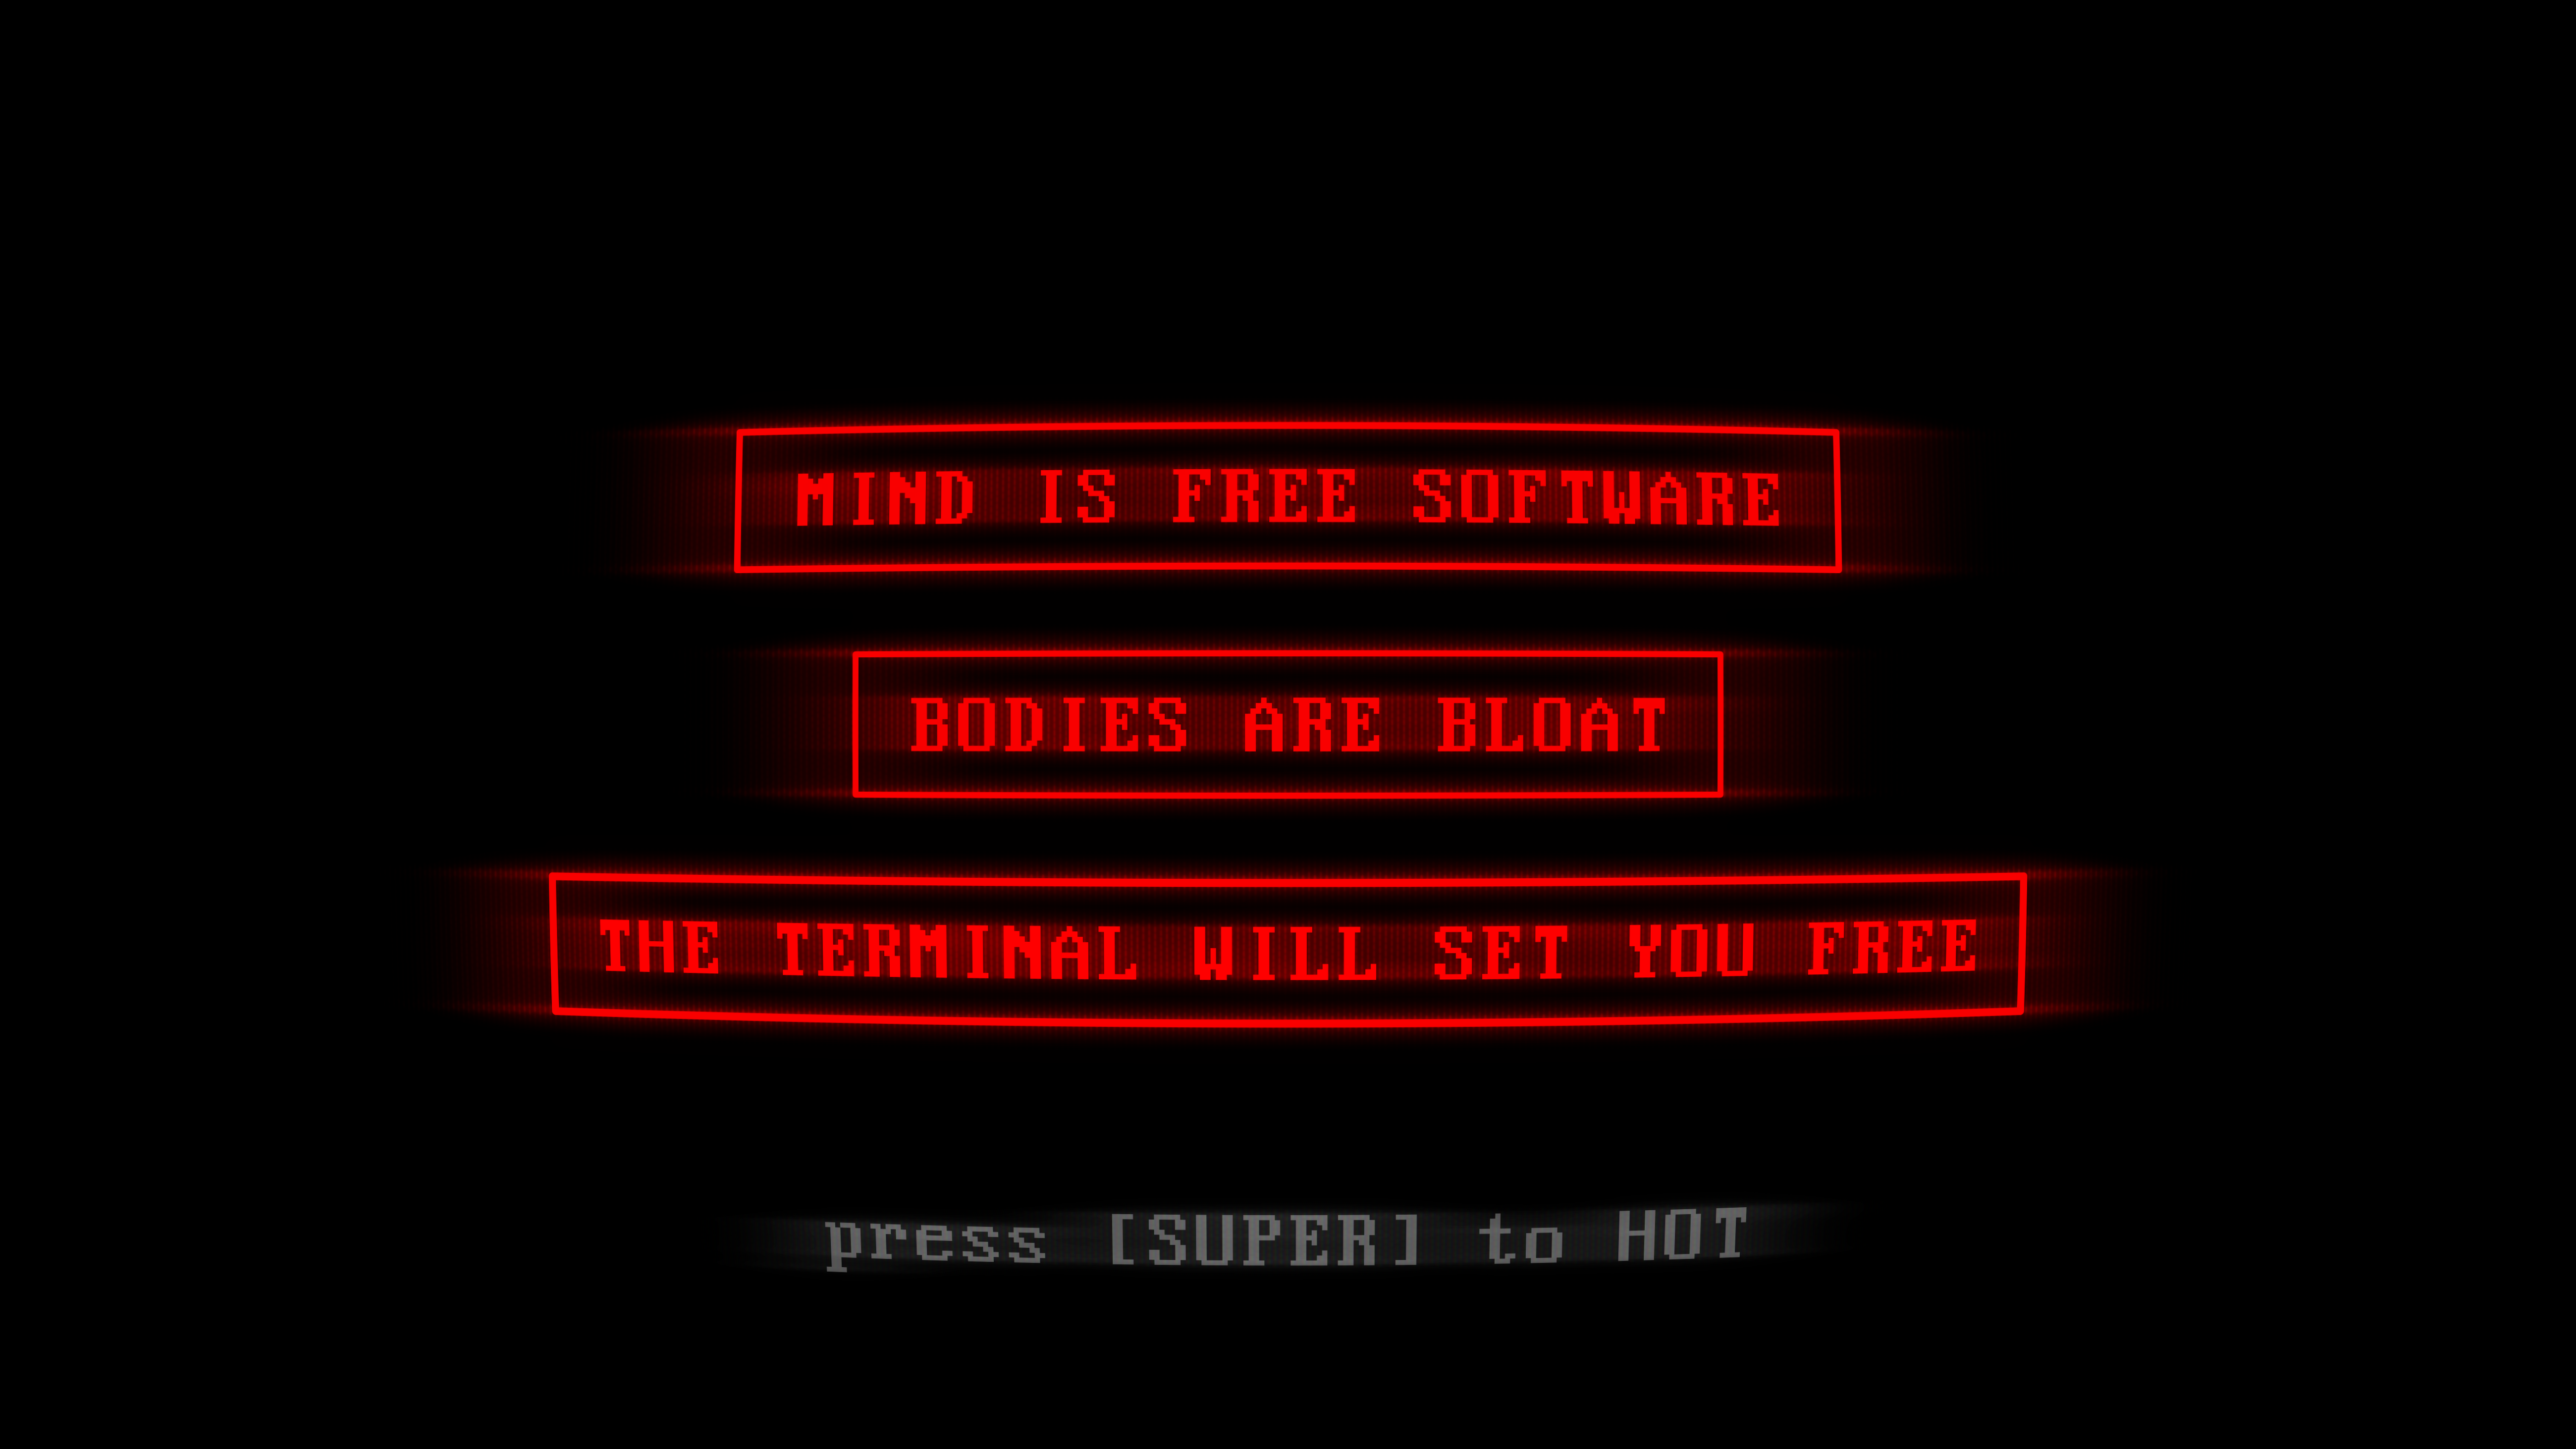 MIND IS FREE SOFTWARE
BODIES ARE BLOAT
THE TERMINAL WILL SET YOU FREE
press [SUPER] to HOT